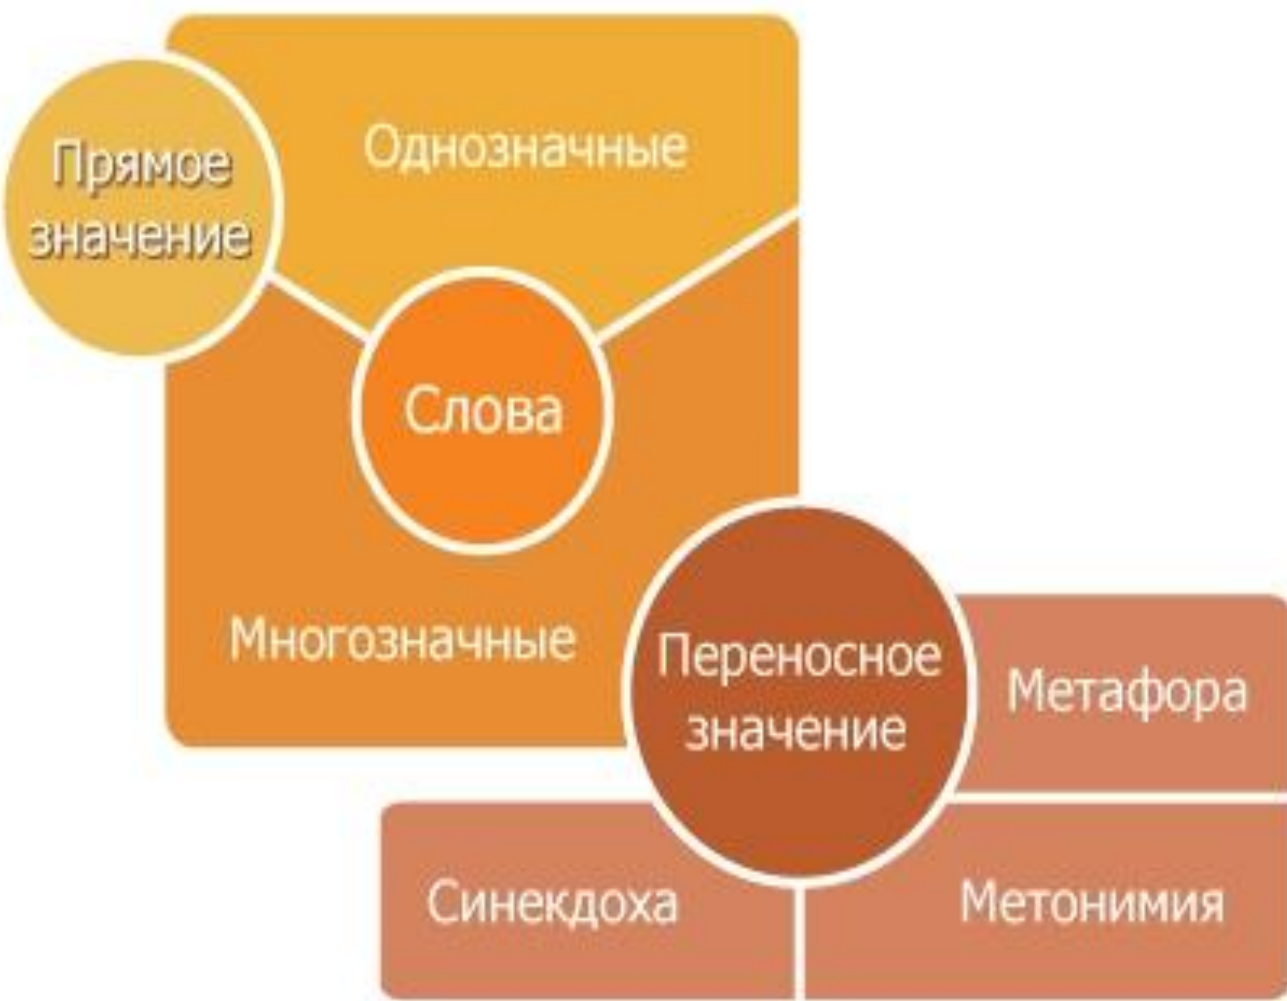 Однозначные
Прямое
значение
Слова
Многозначные
Переносное
значение
Метафора
Синекдоха
Метонимия